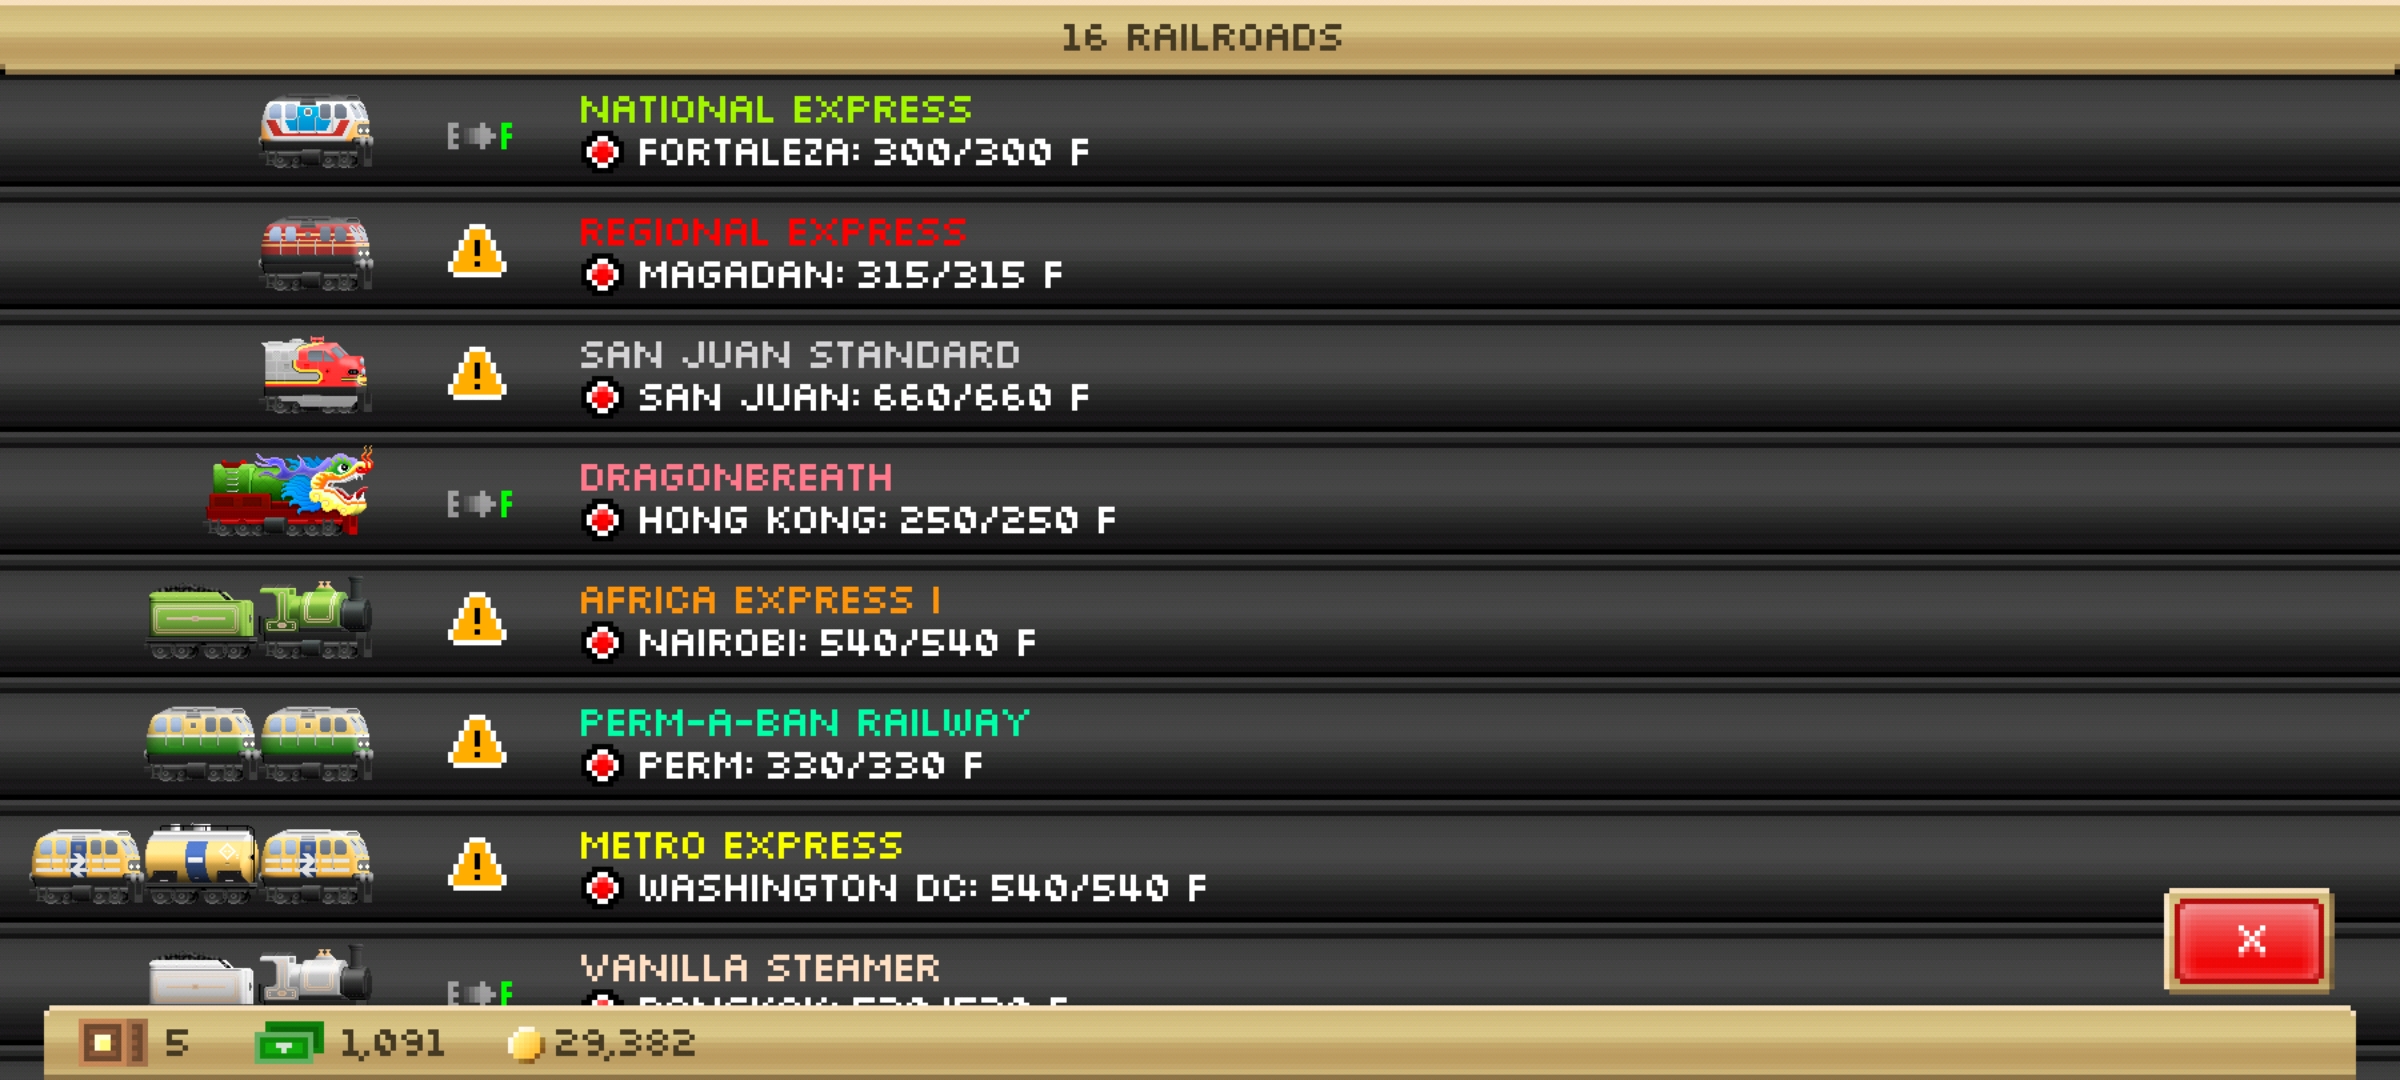 16 RAILROADS
E F
NATIONAL EXPRESS
FORTALEZA: 300/300 F
REGIONAL EXPRESS
MAGADAN: 315/315 F
SAN JUAN STANDARD
SAN JUAN: 660/660 F
E F
DRAGONBREATH
HONG KONG: 250/250 F
AFRICA EXPRESS I
NAIROBI: 540/540 F
PERM-A-BAN RAILWAY
PERM: 330/330 F
METRO EXPRESS
WASHINGTON DC: 540/540 F
X
E F
VANILLA STEAMER
5 1,091 29,382